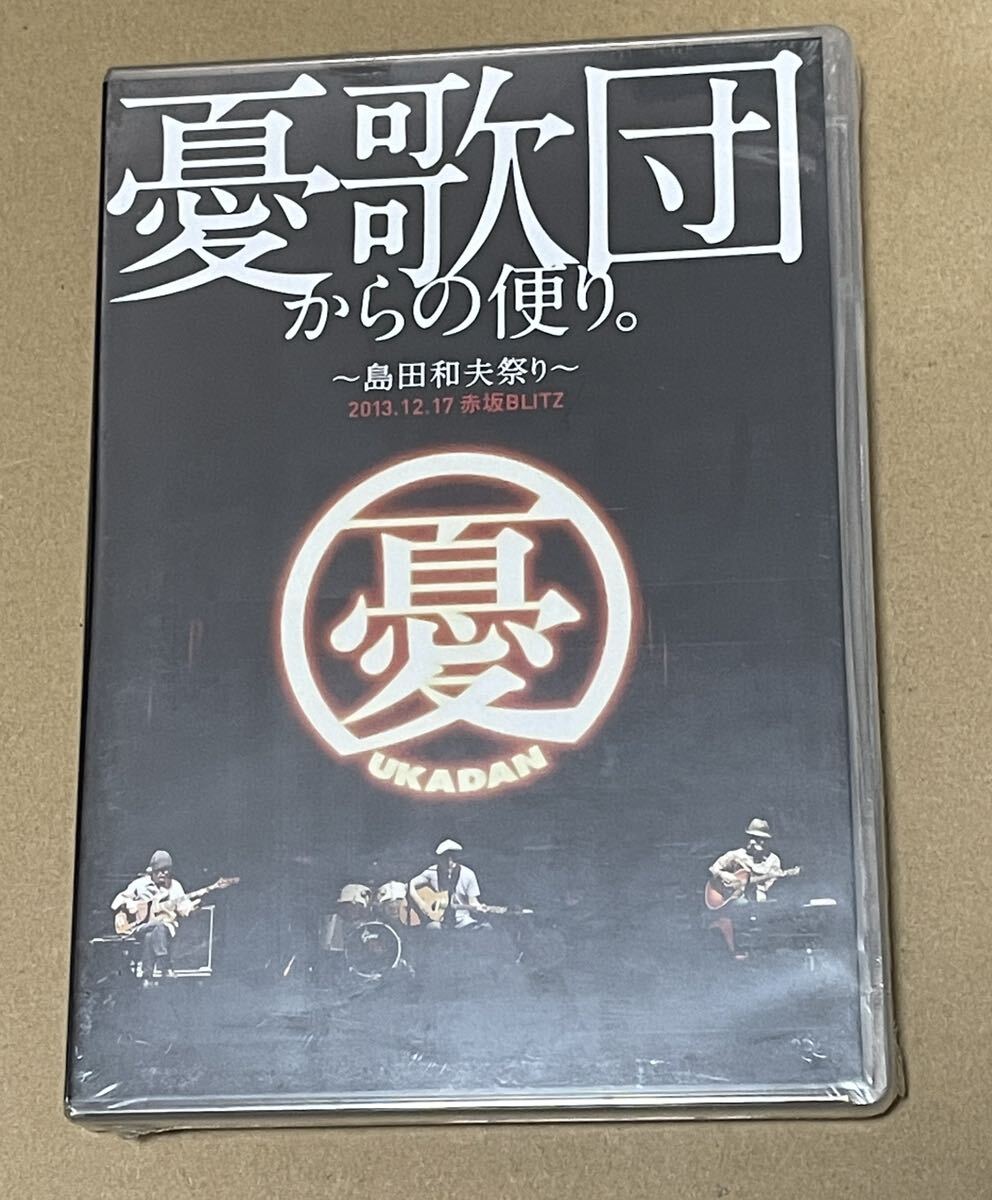 憂歌団
からの便り。
～島田和夫祭り～
2013.12.17 赤坂BLITZ
憂
UKADAN